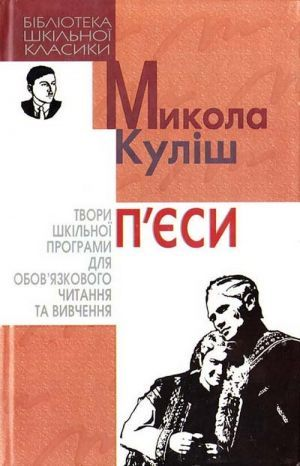 БІБЛІОТЕКА
ШКІЛЬНОЇ
КЛАСИКИ
Микола
Куліш
П'ЄСИ
ТВОРИ
ШКІЛЬНОЇ
ПРОГРАМИ
ДЛЯ
ОБОВ'ЯЗКОВОГО
ЧИТАННЯ
ТА ВИВЧЕННЯ